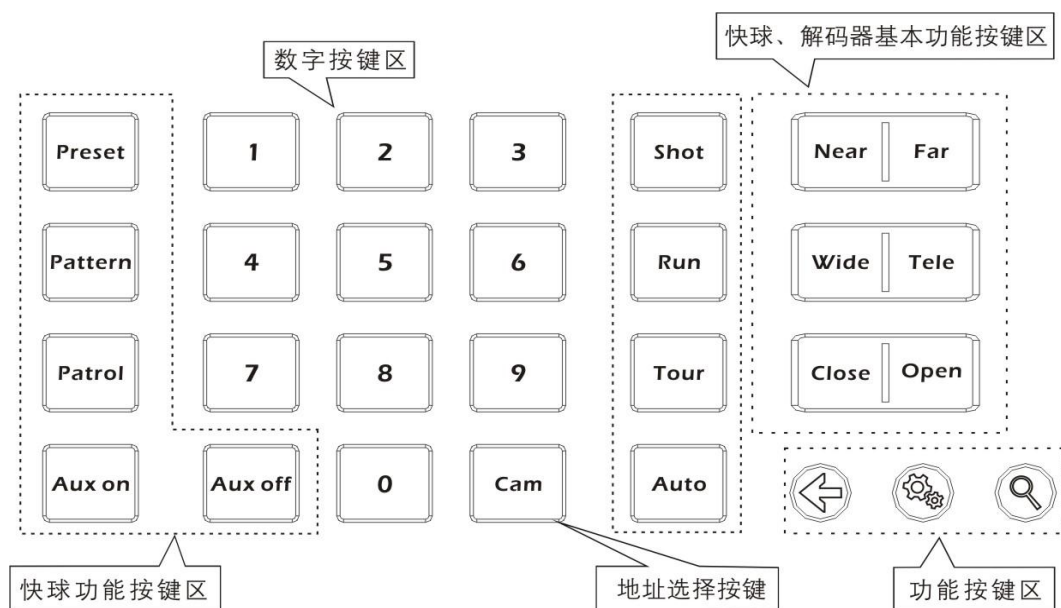 快球、解码器基本功能按键区
数字按键区
Preset 1 2 3 Shot Near Far
Pattern 4 5 6 Run Wide Tele
Patrol 7 8 9 Tour Close Open
Aux on Aux off 0 Cam Auto
快球功能按键区 地址选择按键 功能按键区